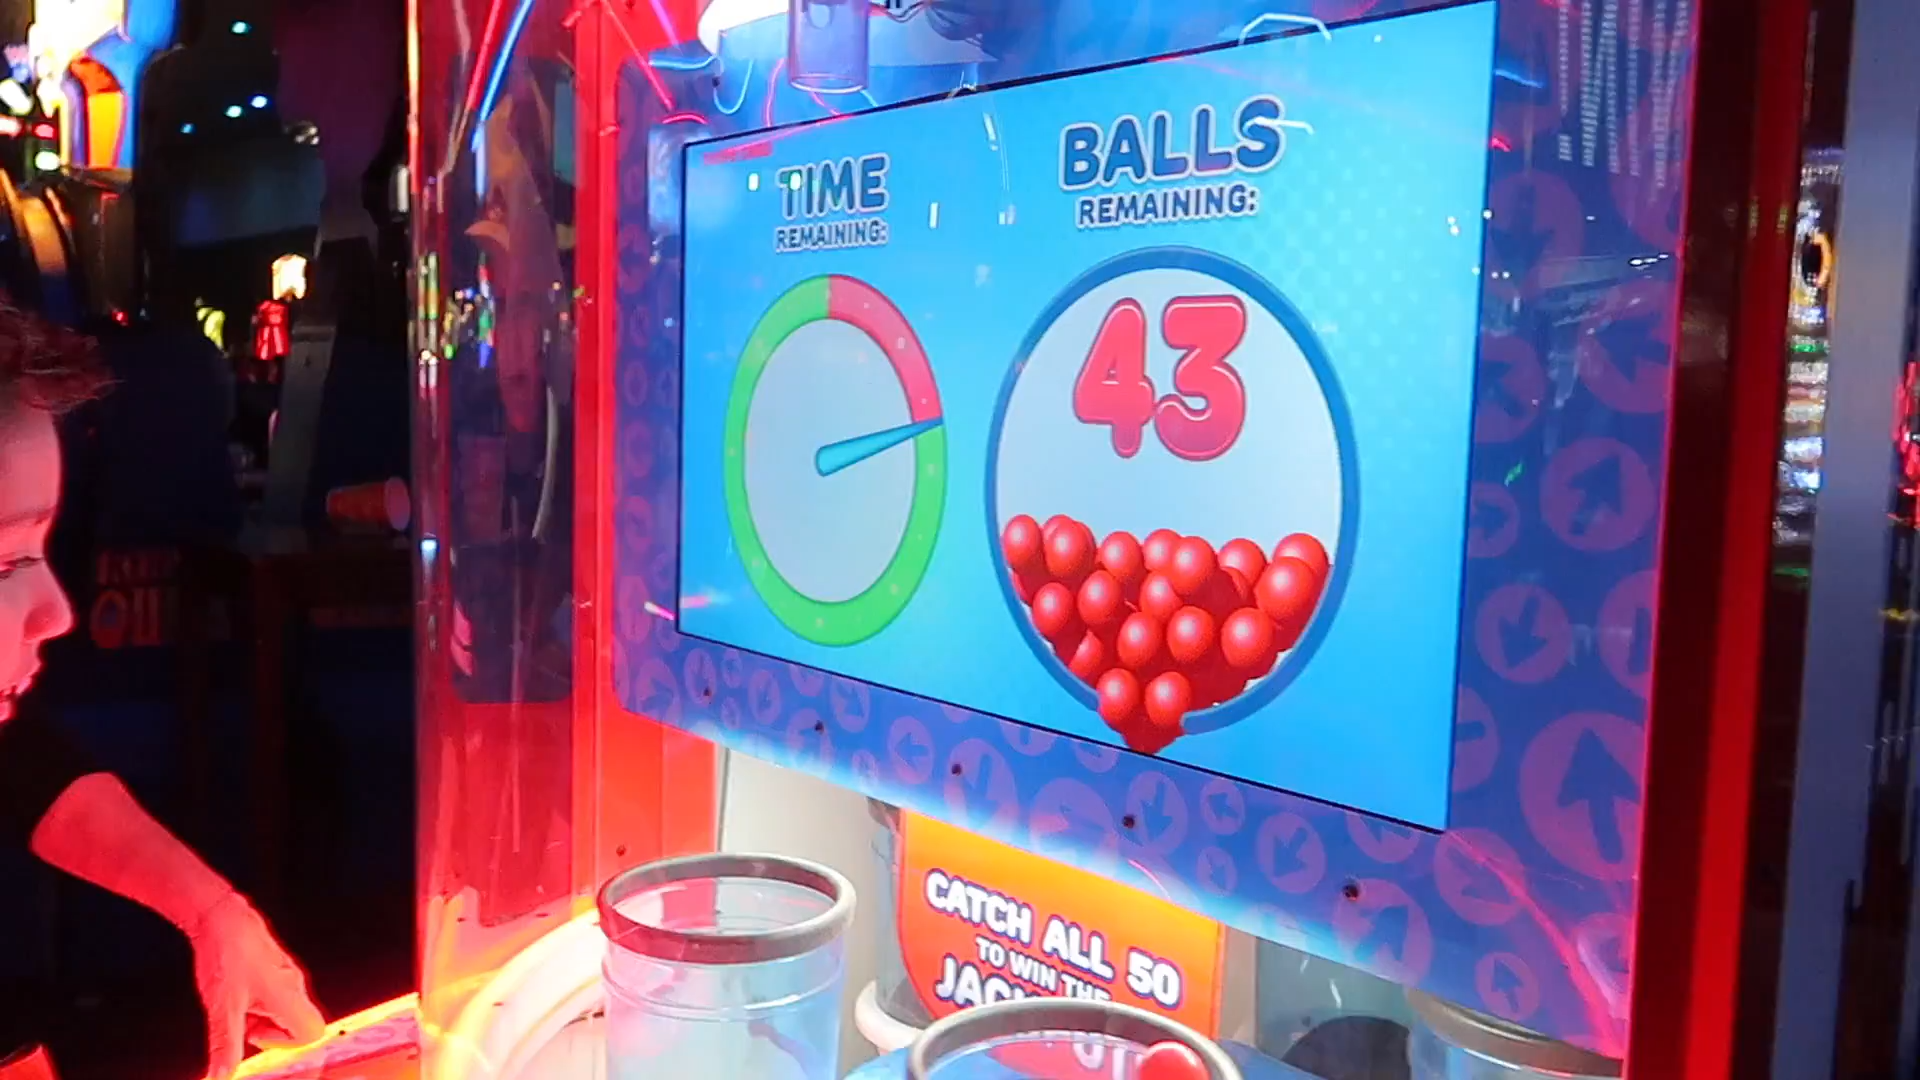 TIME
REMAINING:
BALLS
REMAINING:
43
CATCH ALL 50
TO WIN THE